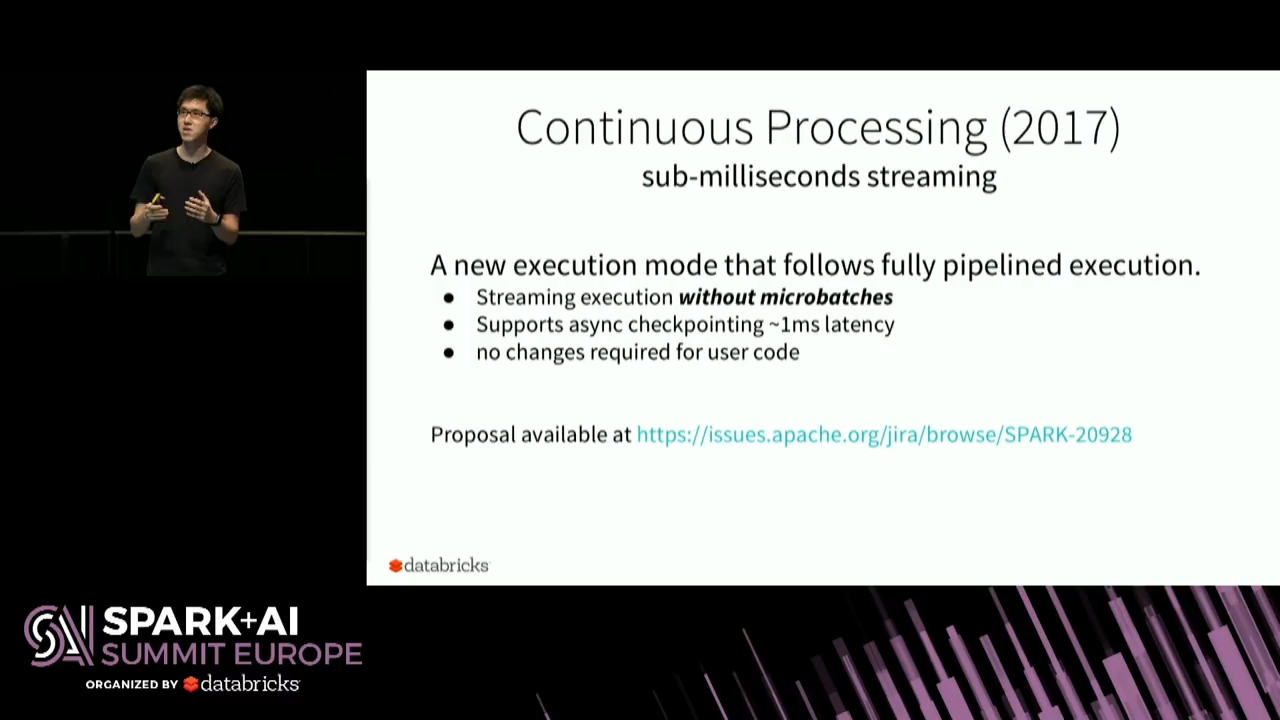 Continuous Processing (2017)
sub-milliseconds streaming
A new execution mode that follows fully pipelined execution.
● Streaming execution without microbatches
● Supports async checkpointing ~1ms latency
● no changes required for user code
Proposal available at https://issues.apache.org/jira/browse/SPARK-20928
databricks
SPARK+AI
SUMMIT EUROPE
ORGANIZED BY databricks